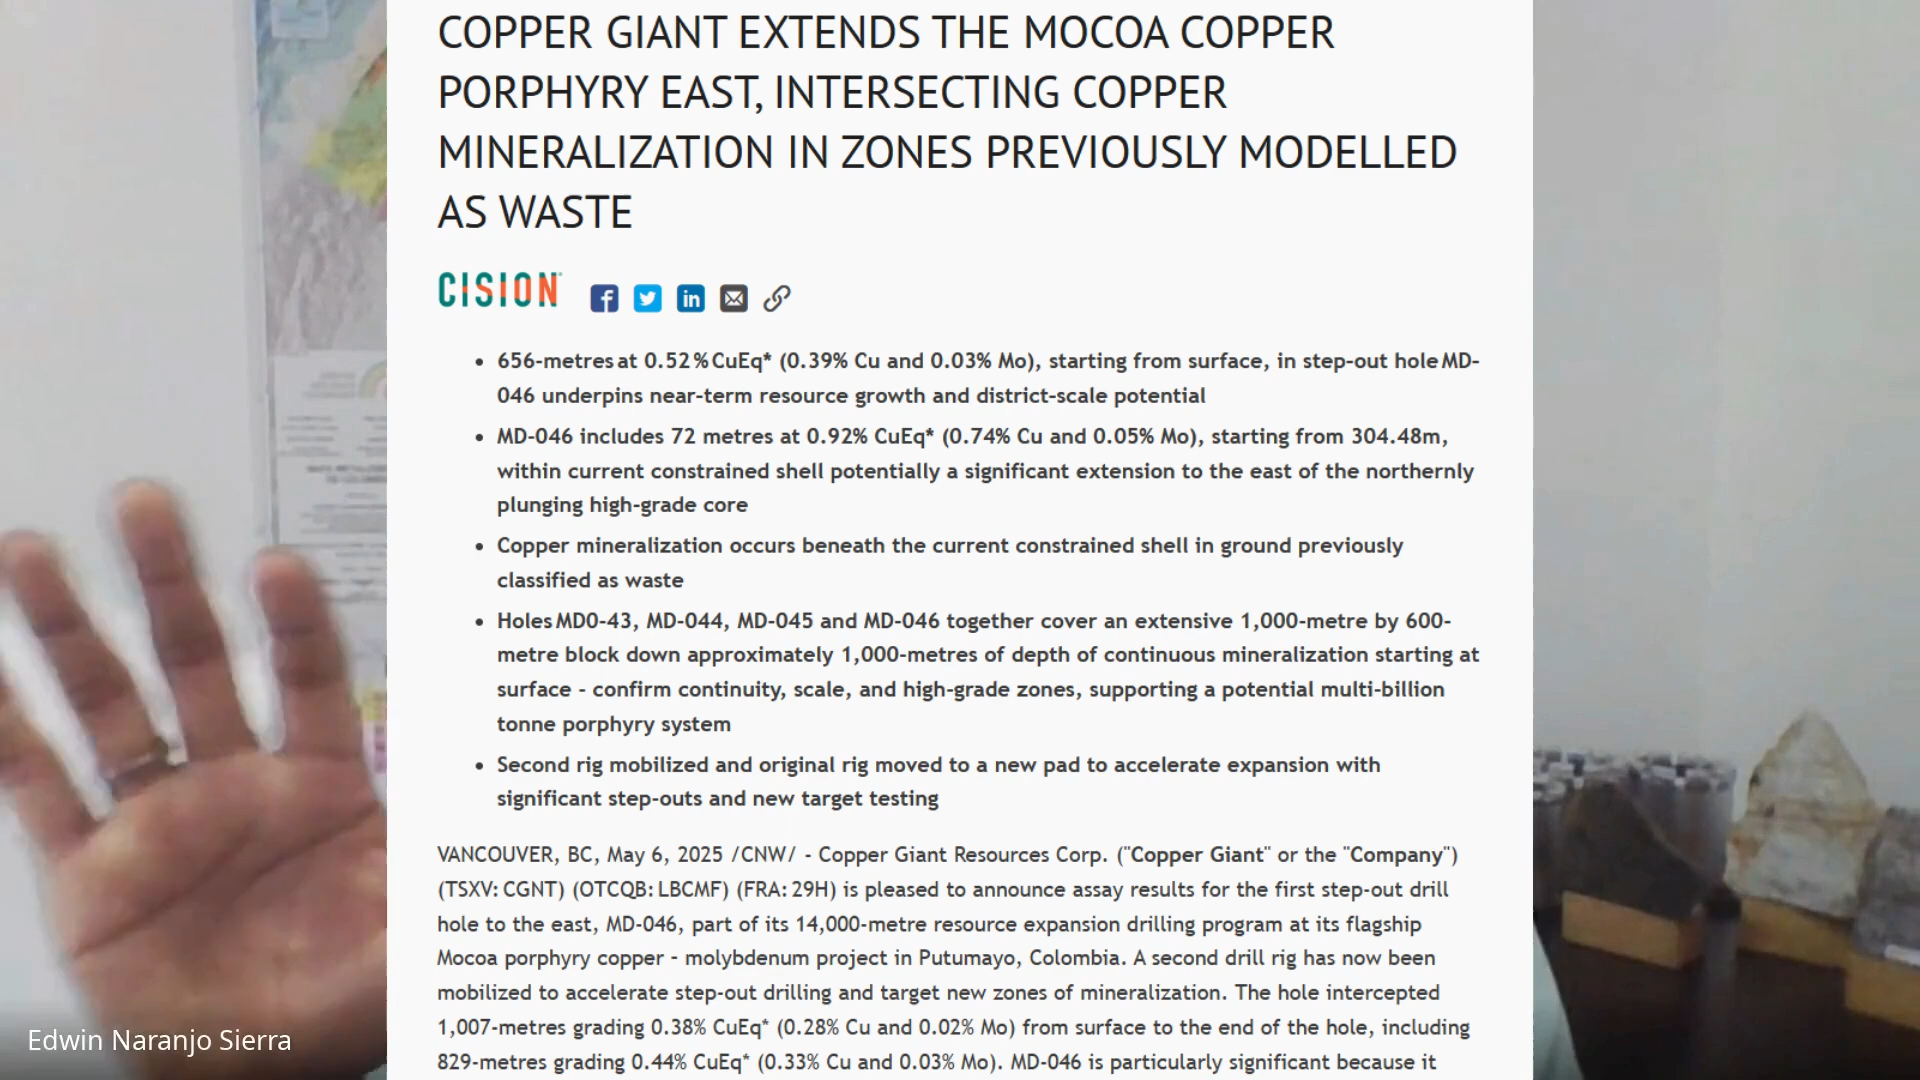 COPPER GIANT EXTENDS THE MOCOA COPPER
PORPHYRY EAST, INTERSECTING COPPER
MINERALIZATION IN ZONES PREVIOUSLY MODELLED
AS WASTE
CISION
• 656-metres at 0.52% CuEq* (0.39% Cu and 0.03% Mo), starting from surface, in step-out hole MD-
046 underpins near-term resource growth and district-scale potential
• MD-046 includes 72 metres at 0.92% CuEq* (0.74% Cu and 0.05% Mo), starting from 304.48m,
within current constrained shell potentially a significant extension to the east of the northernly
plunging high-grade core
• Copper mineralization occurs beneath the current constrained shell in ground previously
classified as waste
• Holes MD0-43, MD-044, MD-045 and MD-046 together cover an extensive 1,000-metre by 600-
metre block down approximately 1,000-metres of depth of continuous mineralization starting at
surface - confirm continuity, scale, and high-grade zones, supporting a potential multi-billion
tonne porphyry system
• Second rig mobilized and original rig moved to a new pad to accelerate expansion with
significant step-outs and new target testing
VANCOUVER, BC, May 6, 2025 /CNW/ - Copper Giant Resources Corp. ("Copper Giant" or the "Company")
(TSXV: CGNT) (OTCQB: LBCMF) (FRA: 29H) is pleased to announce assay results for the first step-out drill
hole to the east, MD-046, part of its 14,000-metre resource expansion drilling program at its flagship
Mocoa porphyry copper - molybdenum project in Putumayo, Colombia. A second drill rig has now been
mobilized to accelerate step-out drilling and target new zones of mineralization. The hole intercepted
1,007-metres grading 0.38% CuEq* (0.28% Cu and 0.02% Mo) from surface to the end of the hole, including
829-metres grading 0.44% CuEq* (0.33% Cu and 0.03% Mo). MD-046 is particularly significant because it
Edwin Naranjo Sierra